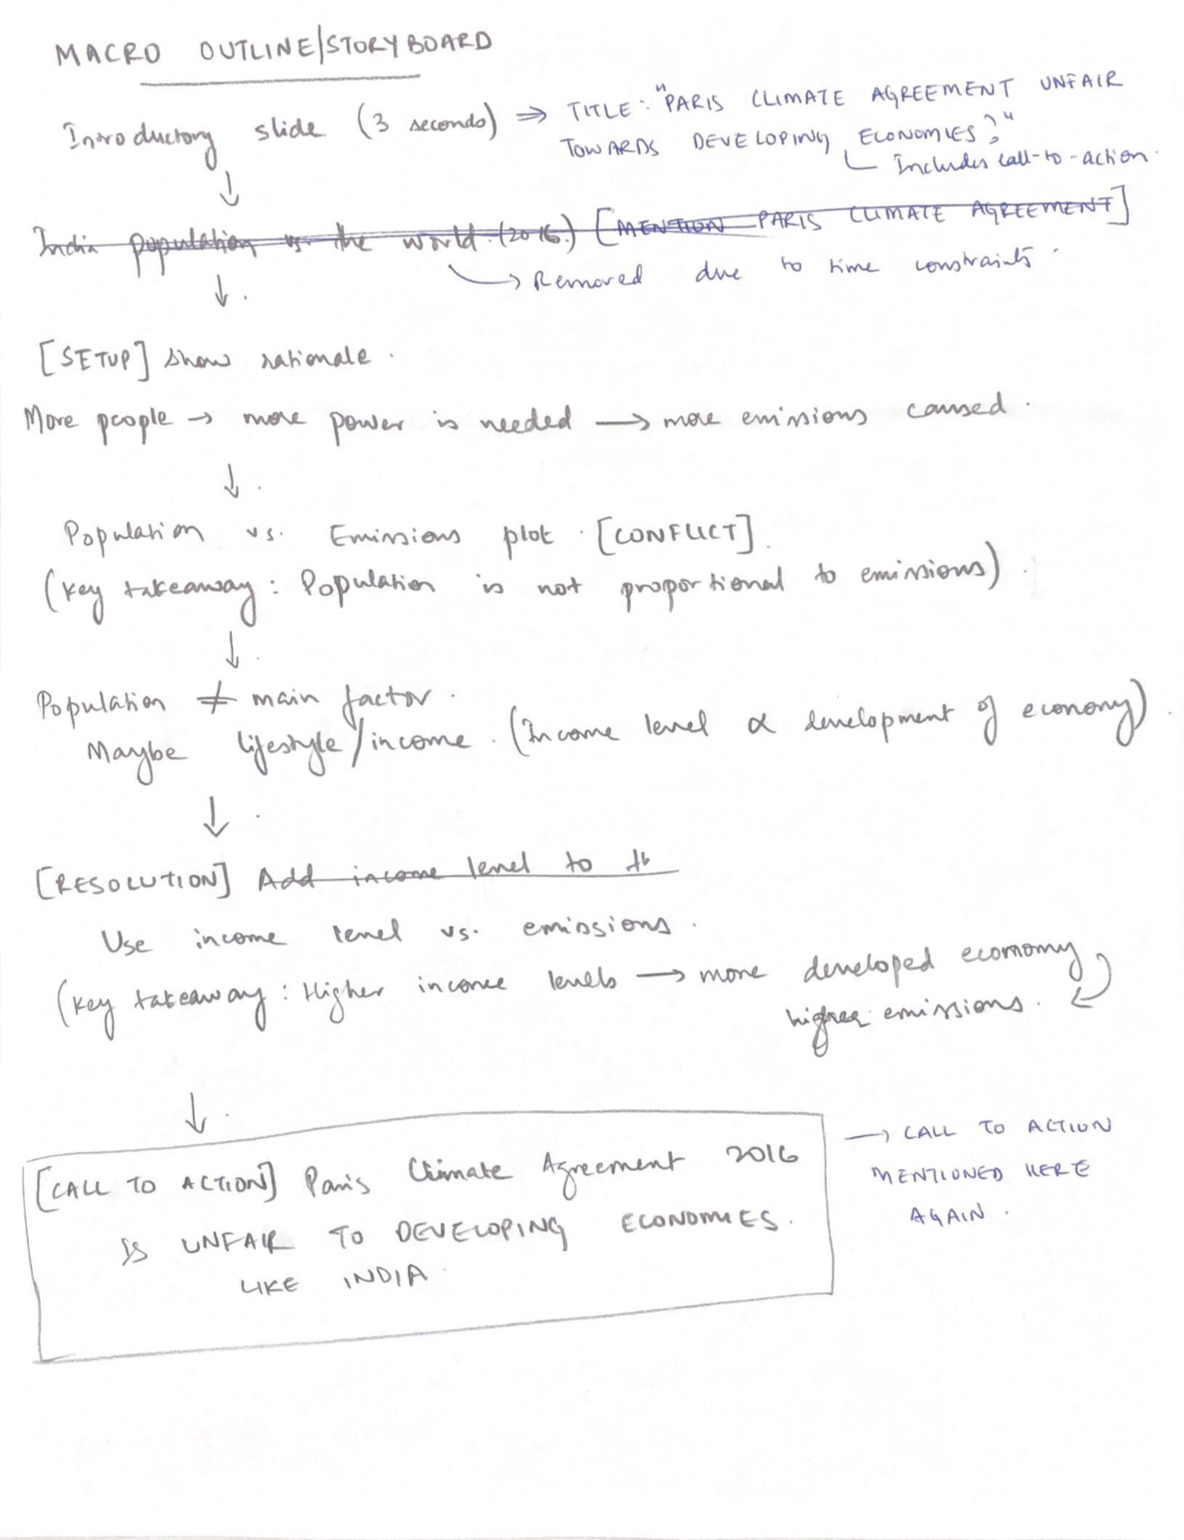 MACRO OUTLINE/STORYBOARD
Introductory slide (3 seconds) ⇒ TITLE: "PARIS CLIMATE AGREEMENT UNFAIR
TOWARDS DEVELOPING ECONOMIES?"
Includes call-to-action.
↓
India population vs the world. (2016.) [MENTION PARIS CLIMATE AGREEMENT]
→ Removed due to time constraints.
↓.
[SETUP] Show rationale.
More people → more power is needed → more emissions caused.
↓.
Population vs. Emissions plot. [CONFLICT].
(Key takeaway: Population is not proportional to emissions).
↓.
Population ≠ main factor.
Maybe lifestyle/income. (Income level α development of economy).
↓.
[RESOLUTION] Add income level to th
Use income level vs. emissions.
(Key takeaway: Higher income levels → more developed economy
higher emissions.
↓.
[CALL TO ACTION] Paris Climate Agreement 2016
IS UNFAIR TO DEVELOPING ECONOMIES.
LIKE INDIA.
→ CALL TO ACTION
MENTIONED HERE
AGAIN.